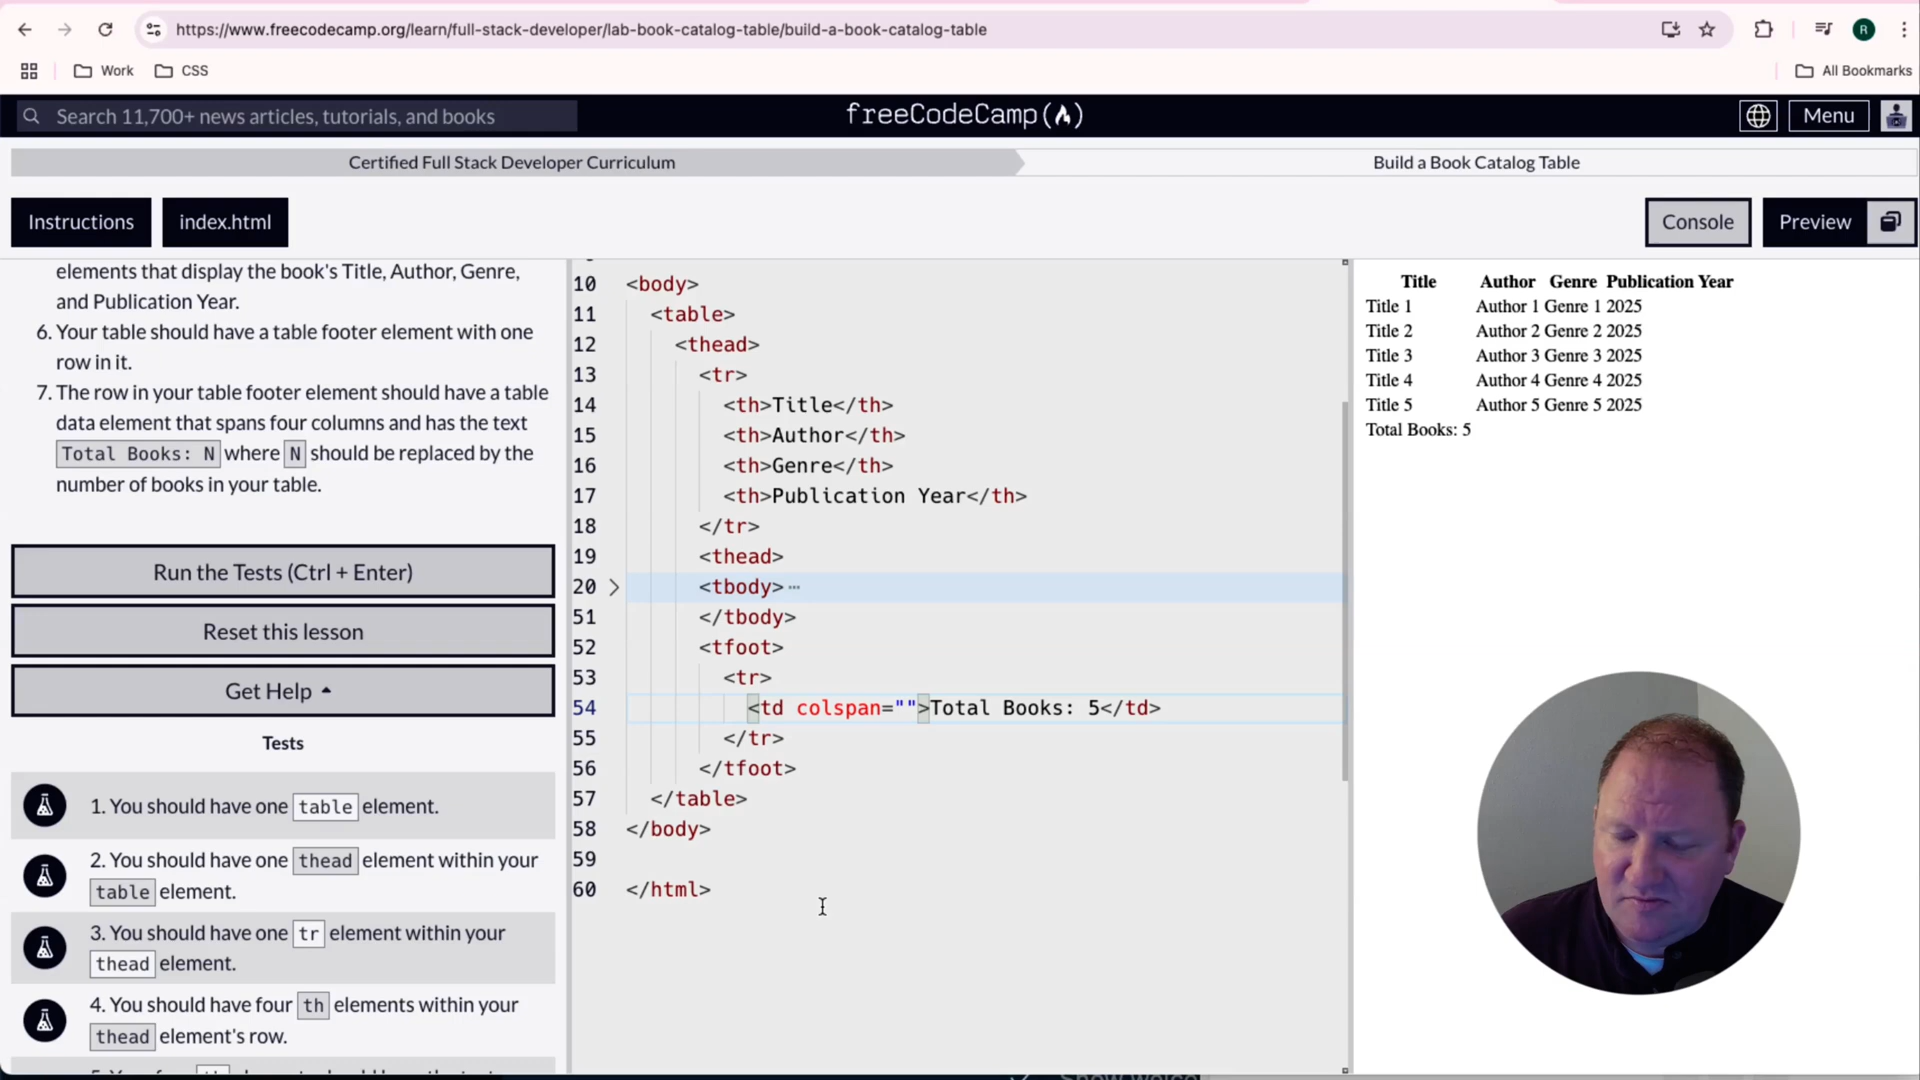 https://www.freecodecamp.org/learn/full-stack-developer/lab-book-catalog-table/build-a-book-catalog-table
R
Work
CSS
All Bookmarks
Search 11,700+ news articles, tutorials, and books
freeCodeCamp
Menu
Certified Full Stack Developer Curriculum
Build a Book Catalog Table
Instructions
index.html
Console
Preview
elements that display the book's Title, Author, Genre,
and Publication Year.
6. Your table should have a table footer element with one
row in it.
7. The row in your table footer element should have a table
data element that spans four columns and has the text
Total Books: N where N should be replaced by the
number of books in your table.
Run the Tests (Ctrl + Enter)
Reset this lesson
Get Help
Tests
1. You should have one table element.
2. You should have one thead element within your
table element.
3. You should have one tr element within your
thead element.
4. You should have four th elements within your
thead element's row.
10 <body>
11 <table>
12 <thead>
13 <tr>
14 <th>Title</th>
15 <th>Author</th>
16 <th>Genre</th>
17 <th>Publication Year</th>
18 </tr>
19 <thead>
20 <tbody>
51 </tbody>
52 <tfoot>
53 <tr>
54 <td colspan="">Total Books: 5</td>
55 </tr>
56 </tfoot>
57 </table>
58 </body>
59
60 </html>
Title Author Genre Publication Year
Title 1 Author 1 Genre 1 2025
Title 2 Author 2 Genre 2 2025
Title 3 Author 3 Genre 3 2025
Title 4 Author 4 Genre 4 2025
Title 5 Author 5 Genre 5 2025
Total Books: 5